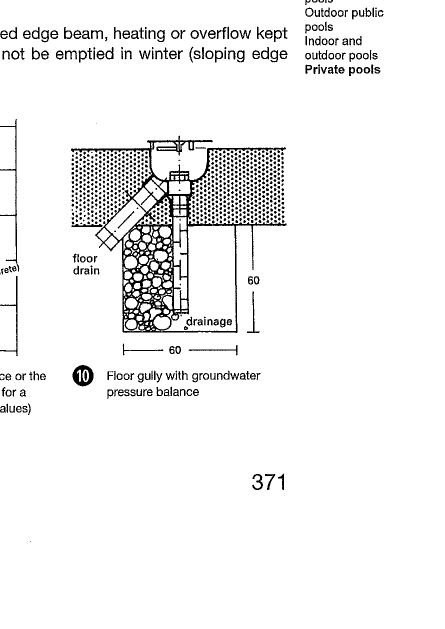 ed edge beam, heating or overflow kept
not be emptied in winter (sloping edge
pools
Outdoor public
pools
Indoor and
outdoor pools
Private pools
rete)
floor
drain
60
drainage
60
ce or the
for a
alues)
10 Floor gully with groundwater
pressure balance
371